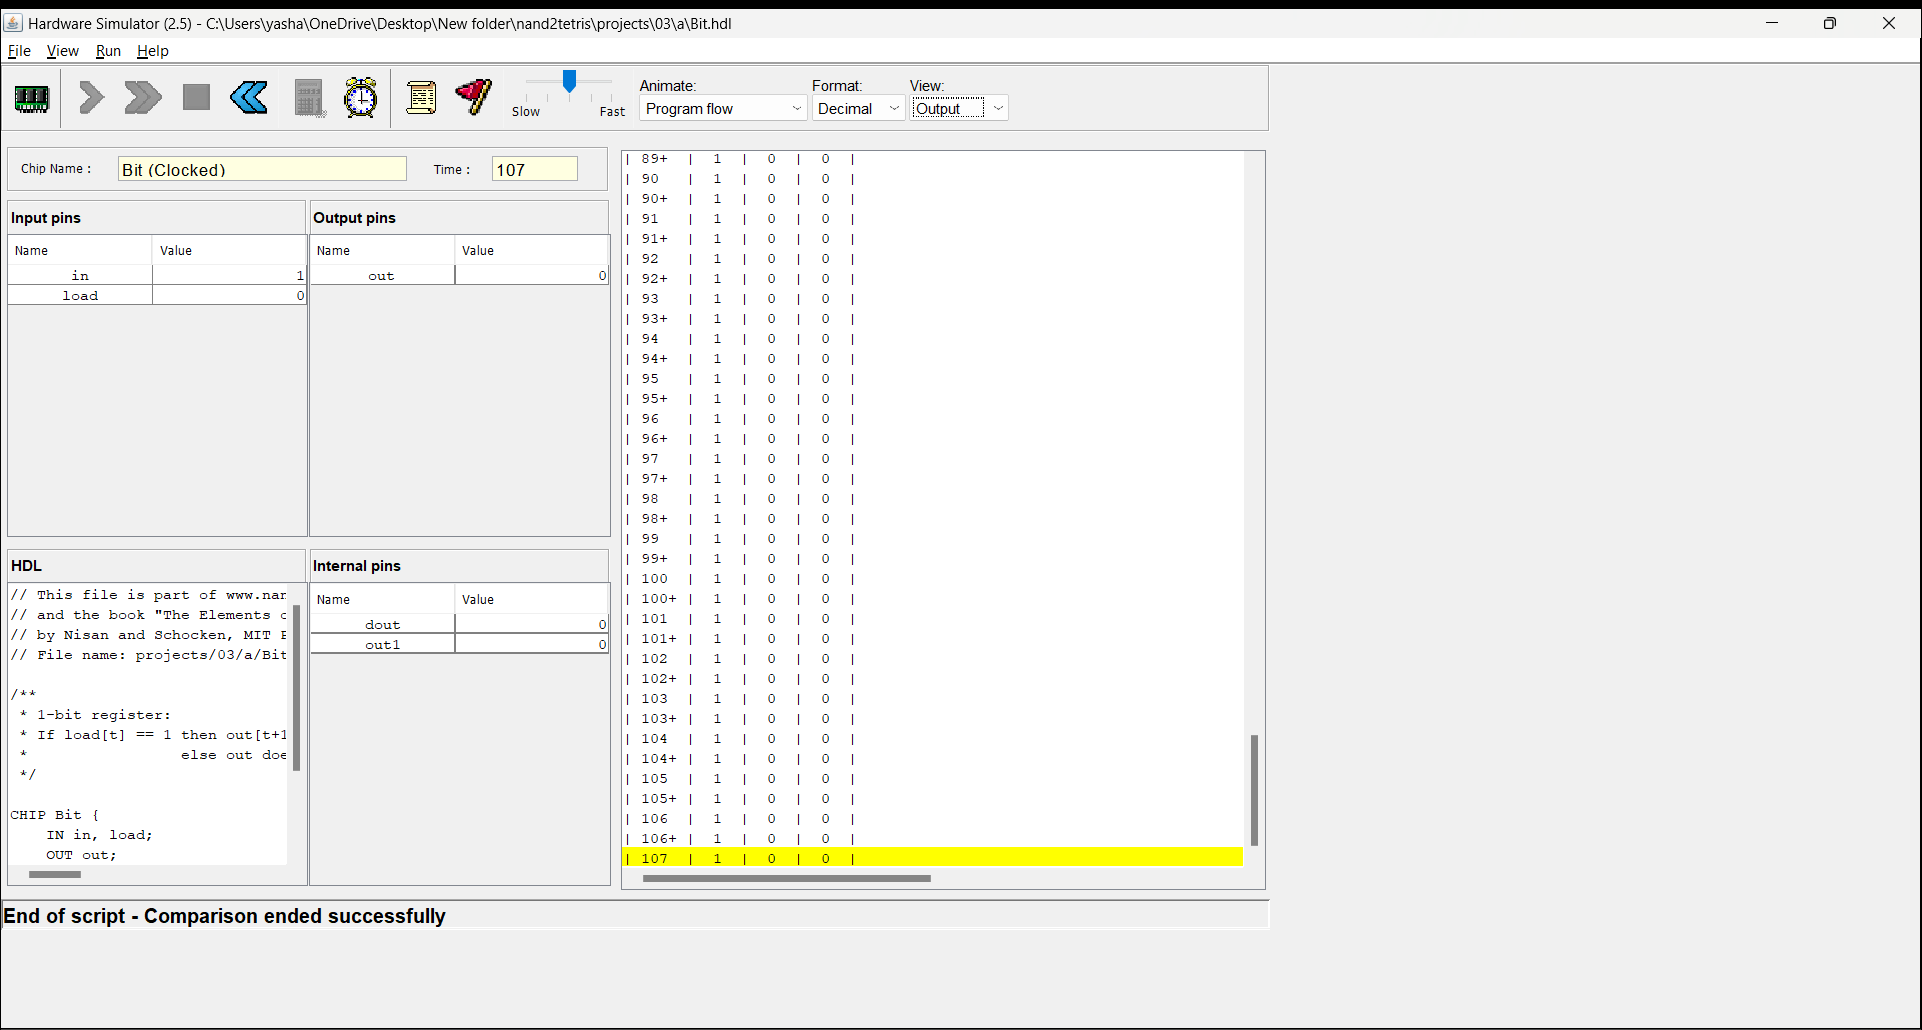 Hardware Simulator (2.5) - C:\Users\yasha\OneDrive\Desktop\New folder\nand2tetris\projects\03\a\Bit.hdl
File View Run Help
Slow Fast
Animate: Format: View:
Program flow Decimal Output
Chip Name : Bit (Clocked) Time : 107
Input pins
Name Value
in 1
load 0
Output pins
Name Value
out 0
HDL
// This file is part of www.nan
// and the book "The Elements o
// by Nisan and Schocken, MIT P
// File name: projects/03/a/Bit
/**
* 1-bit register:
* If load[t] == 1 then out[t+1
* else out doe
*/
CHIP Bit {
IN in, load;
OUT out;
Internal pins
Name Value
dout 0
out1 0
| 89+ | 1 | 0 | 0 |
| 90 | 1 | 0 | 0 |
| 90+ | 1 | 0 | 0 |
| 91 | 1 | 0 | 0 |
| 91+ | 1 | 0 | 0 |
| 92 | 1 | 0 | 0 |
| 92+ | 1 | 0 | 0 |
| 93 | 1 | 0 | 0 |
| 93+ | 1 | 0 | 0 |
| 94 | 1 | 0 | 0 |
| 94+ | 1 | 0 | 0 |
| 95 | 1 | 0 | 0 |
| 95+ | 1 | 0 | 0 |
| 96 | 1 | 0 | 0 |
| 96+ | 1 | 0 | 0 |
| 97 | 1 | 0 | 0 |
| 97+ | 1 | 0 | 0 |
| 98 | 1 | 0 | 0 |
| 98+ | 1 | 0 | 0 |
| 99 | 1 | 0 | 0 |
| 99+ | 1 | 0 | 0 |
| 100 | 1 | 0 | 0 |
| 100+ | 1 | 0 | 0 |
| 101 | 1 | 0 | 0 |
| 101+ | 1 | 0 | 0 |
| 102 | 1 | 0 | 0 |
| 102+ | 1 | 0 | 0 |
| 103 | 1 | 0 | 0 |
| 103+ | 1 | 0 | 0 |
| 104 | 1 | 0 | 0 |
| 104+ | 1 | 0 | 0 |
| 105 | 1 | 0 | 0 |
| 105+ | 1 | 0 | 0 |
| 106 | 1 | 0 | 0 |
| 106+ | 1 | 0 | 0 |
| 107 | 1 | 0 | 0 |
End of script - Comparison ended successfully